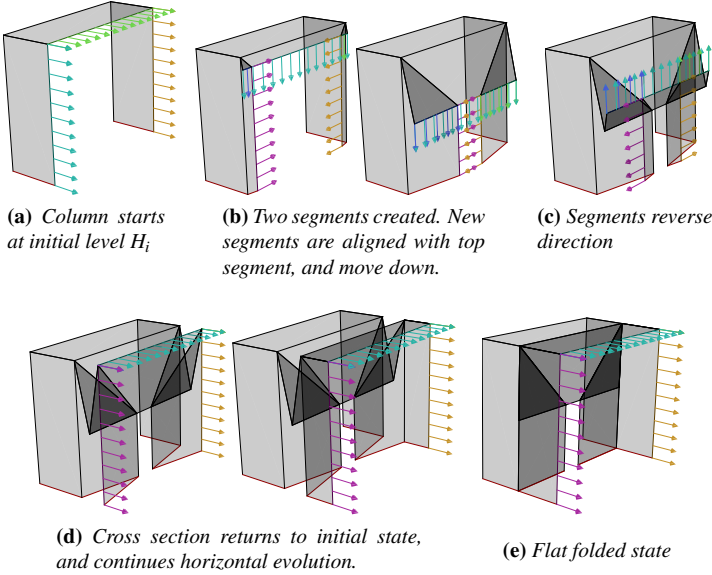 (a) Column starts
at initial level Hi
(b) Two segments created. New
segments are aligned with top
segment, and move down.
(c) Segments reverse
direction
(d) Cross section returns to initial state,
and continues horizontal evolution.
(e) Flat folded state